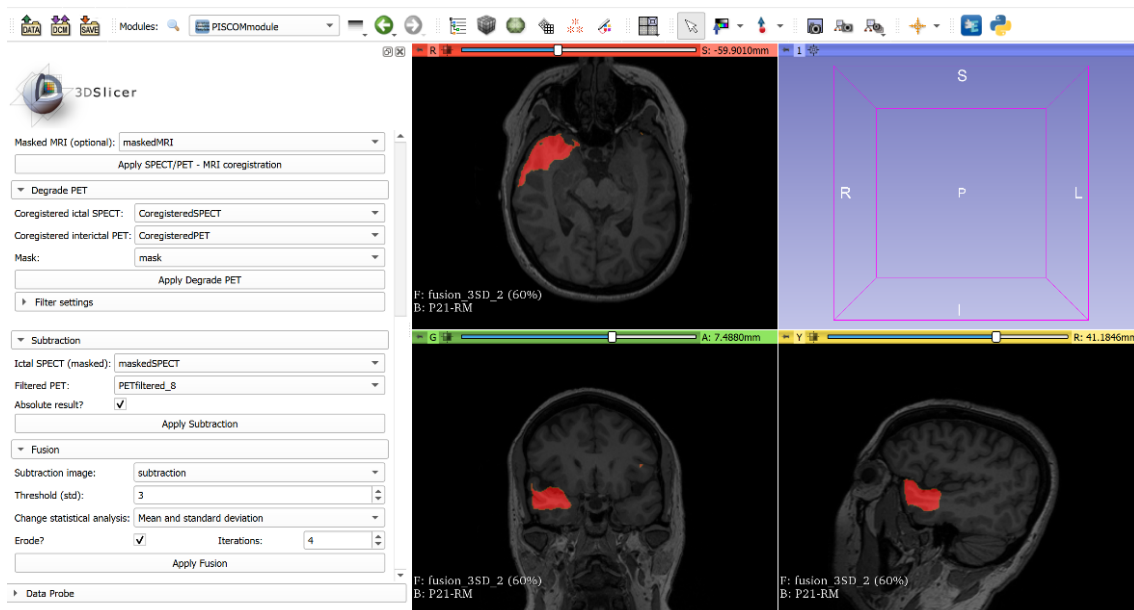 DATA
DCM
SAVE
Modules:
PISCOMmodule
3DSlicer
Masked MRI (optional): maskedMRI
Apply SPECT/PET - MRI coregistration
Degrade PET
Coregistered ictal SPECT: CoregisteredSPECT
Coregistered interictal PET: CoregisteredPET
Mask: mask
Apply Degrade PET
Filter settings
Subtraction
Ictal SPECT (masked): maskedSPECT
Filtered PET: PETfiltered_8
Absolute result?
Apply Subtraction
Fusion
Subtraction image: subtraction
Threshold (std): 3
Change statistical analysis: Mean and standard deviation
Erode? Iterations: 4
Apply Fusion
Data Probe
R S: -59.9010mm
F: fusion_3SD_2 (60%)
B: P21-RM
1
S
R
P
L
I
G A: 7.4880mm
F: fusion_3SD_2 (60%)
B: P21-RM
Y R: 41.1846mm
F: fusion_3SD_2 (60%)
B: P21-RM